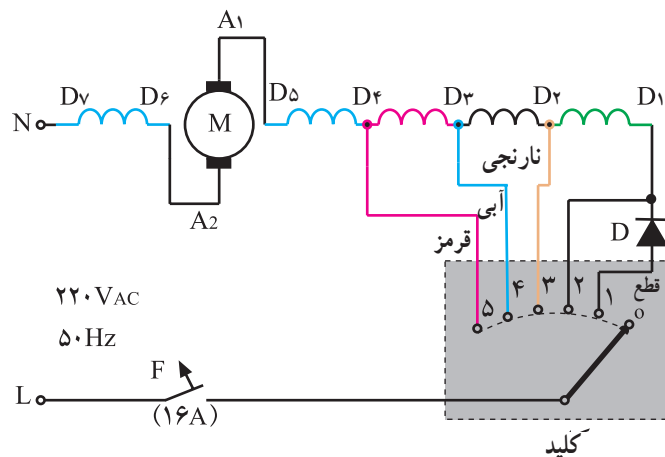 A۱
D۷ D۶ D۵ D۴ D۳ D۲ D۱
N M
نارنجی
آبی
A۲
قرمز D
۵ ۴ ۳ ۲ ۱ قطع
o
۲۲۰VAC
۵۰Hz
F
L (۱۶A)
کلید